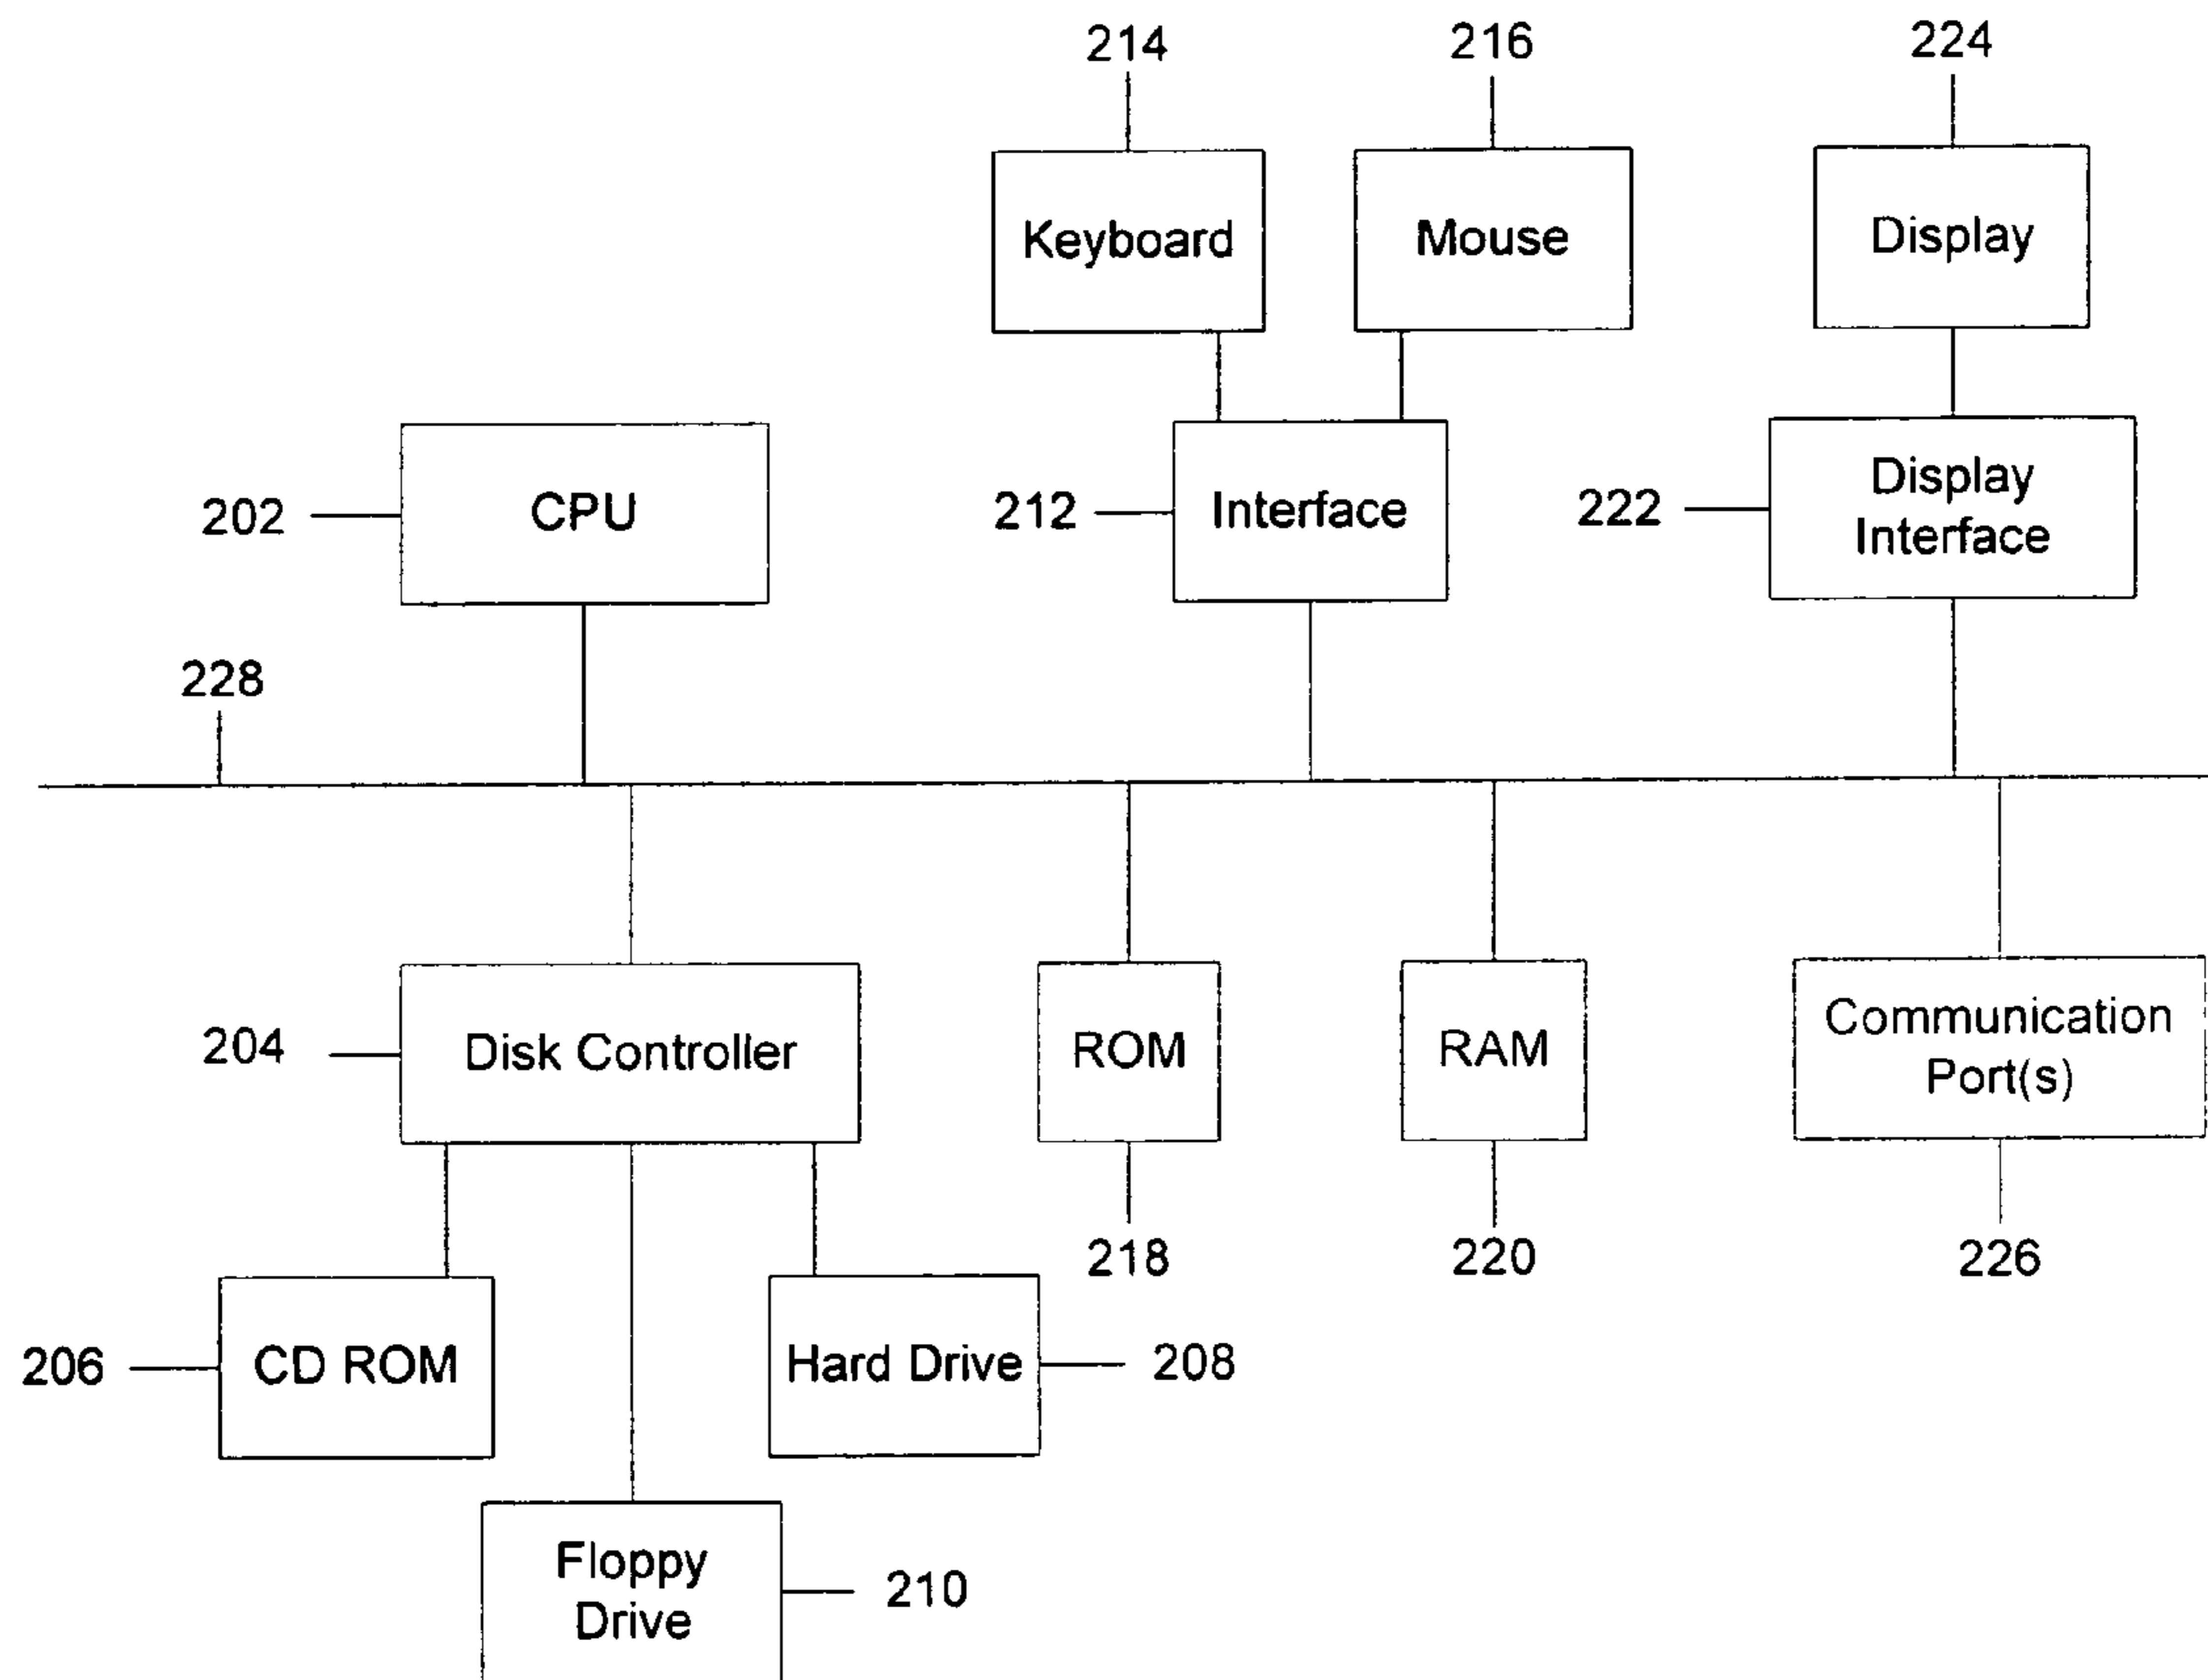 214
216
224
Keyboard
Mouse
Display
202
CPU
212
Interface
222
Display
Interface
228
204
Disk Controller
ROM
RAM
Communication
Port(s)
218
220
226
206
CD ROM
Hard Drive
208
Floppy
Drive
210